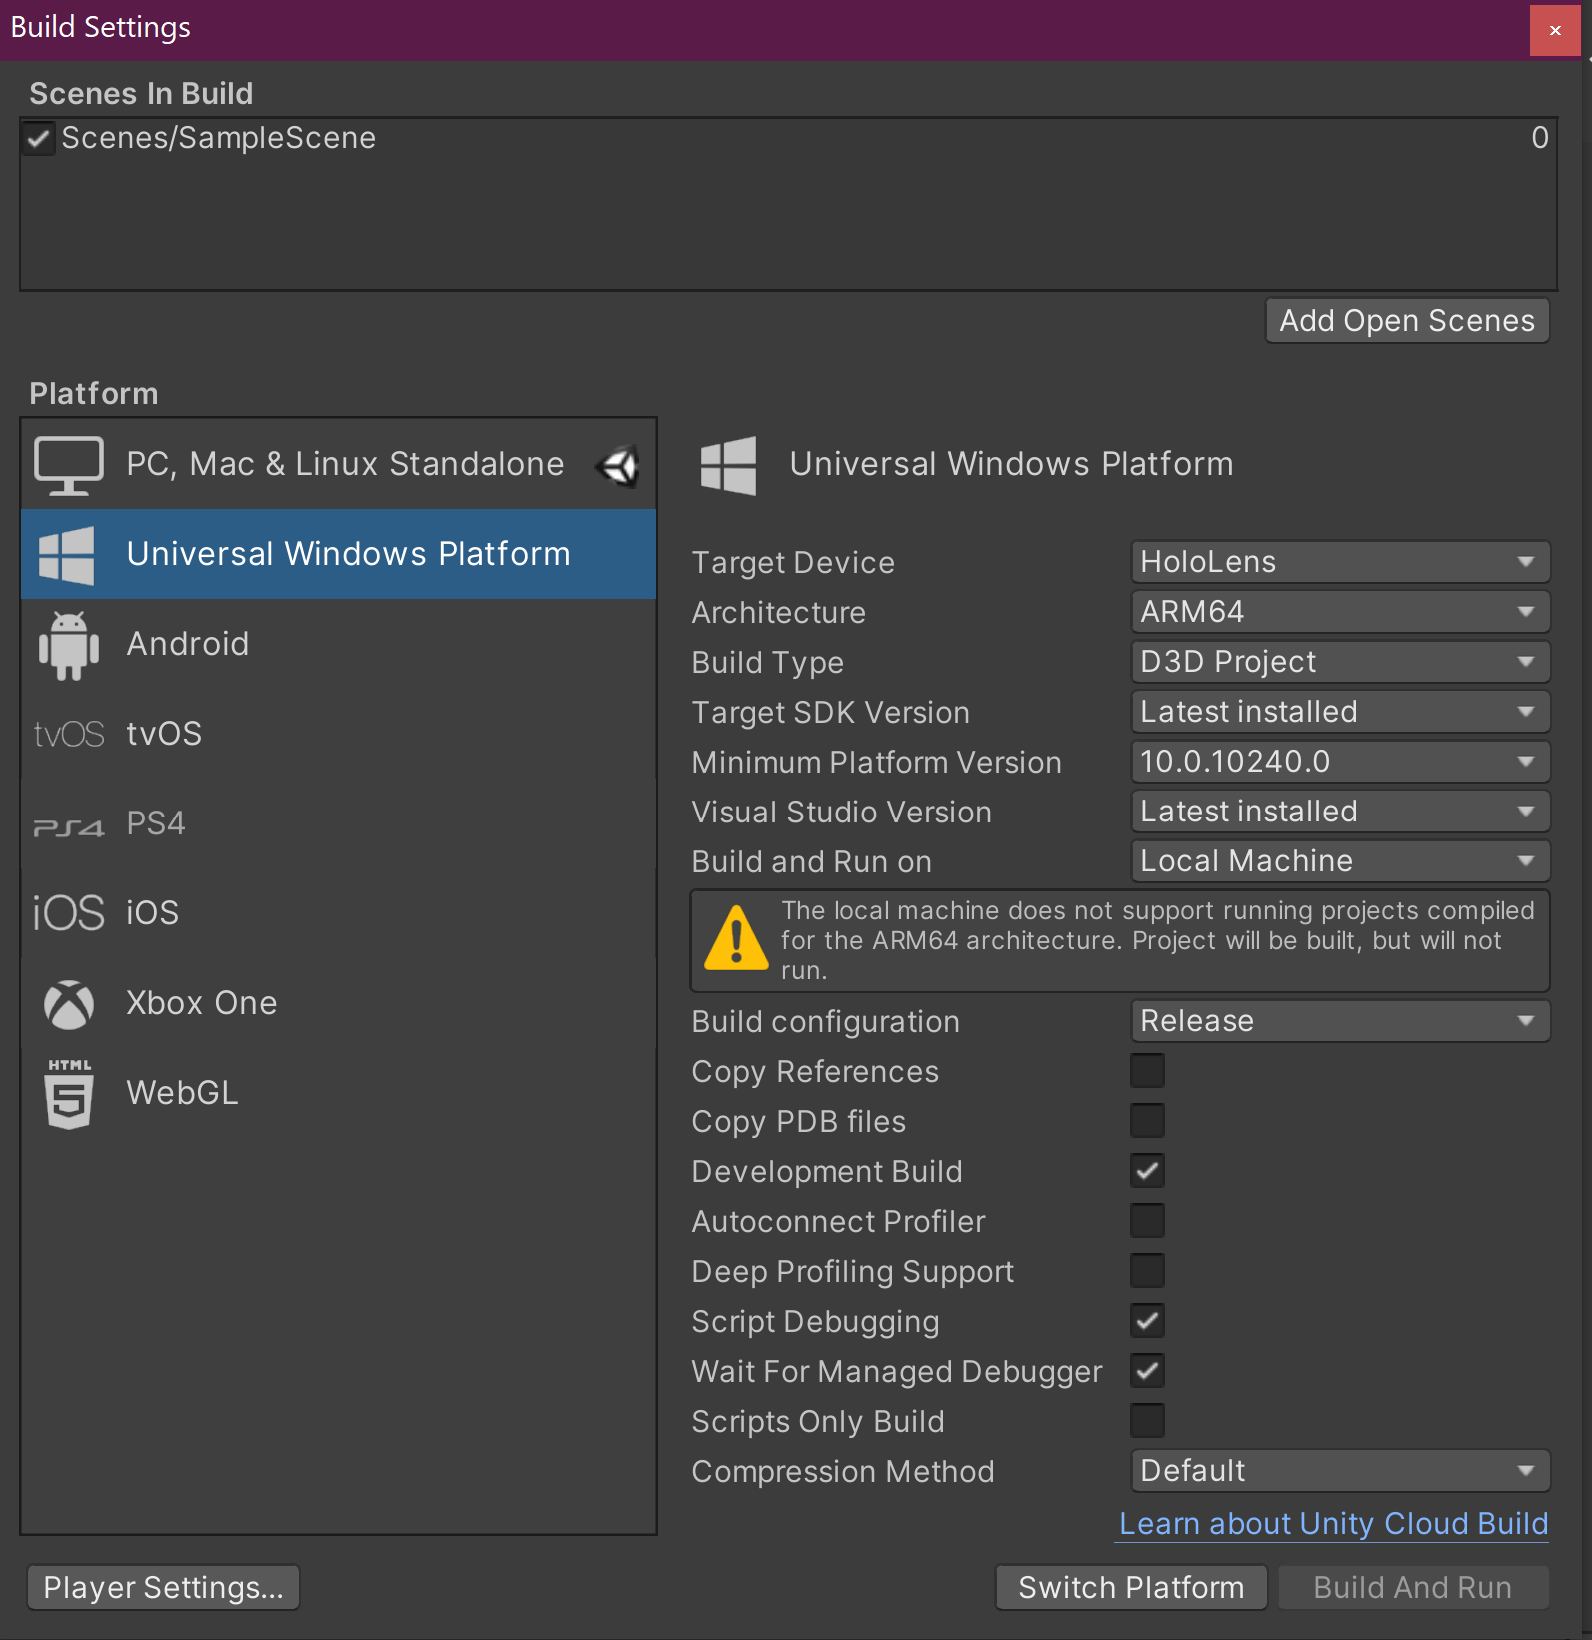 Build Settings
×
Scenes In Build
Scenes/SampleScene 0
Add Open Scenes
Platform
PC, Mac & Linux Standalone
Universal Windows Platform
Android
tvOS tvOS
PS4 PS4
iOS iOS
Xbox One
HTML
5
WebGL
Universal Windows Platform
Target Device HoloLens
Architecture ARM64
Build Type D3D Project
Target SDK Version Latest installed
Minimum Platform Version 10.0.10240.0
Visual Studio Version Latest installed
Build and Run on Local Machine
The local machine does not support running projects compiled
for the ARM64 architecture. Project will be built, but will not
run.
Build configuration Release
Copy References
Copy PDB files
Development Build
Autoconnect Profiler
Deep Profiling Support
Script Debugging
Wait For Managed Debugger
Scripts Only Build
Compression Method Default
Learn about Unity Cloud Build
Player Settings...
Switch Platform
Build And Run